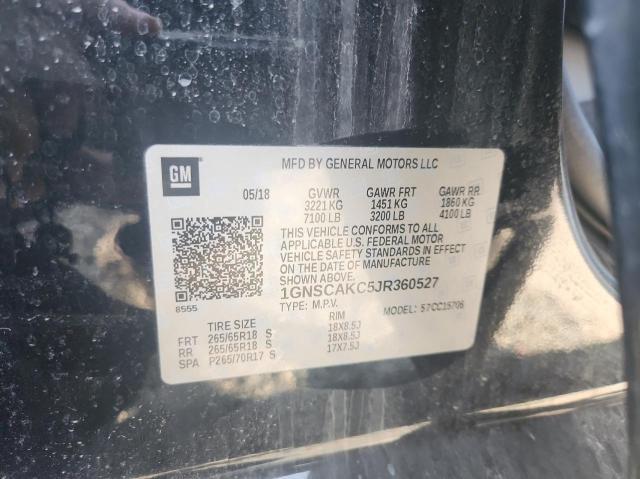 GM
MFD BY GENERAL MOTORS LLC
05/18 GVWR GAWR FRT GAWR RR
3221 KG 1451 KG 1860 KG
7100 LB 3200 LB 4100 LB
THIS VEHICLE CONFORMS TO ALL
APPLICABLE U.S. FEDERAL MOTOR
VEHICLE SAFETY STANDARDS IN EFFECT
ON THE DATE OF MANUFACTURE
SHOWN ABOVE.
1GNSCAKC5JR360527
8555
TYPE: M.P.V. MODEL: 57CC15706
TIRE SIZE RIM
FRT 265/65R18 S 18X8.5J
RR 265/65R18 S 18X8.5J
SPA P265/70R17 S 17X7.5J